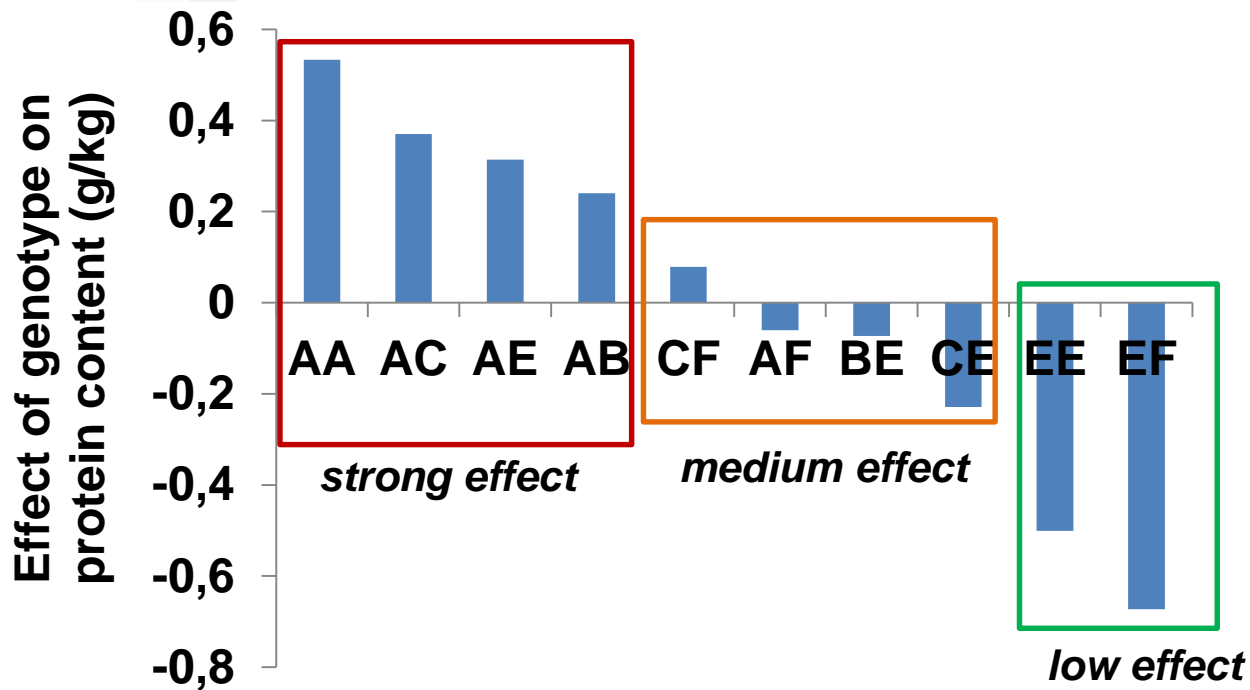 Effect of genotype on
protein content (g/kg)
0,6
0,4
0,2
0
-0,2
-0,4
-0,6
-0,8
AA AC AE AB CF AF BE CE EE EF
strong effect
medium effect
low effect